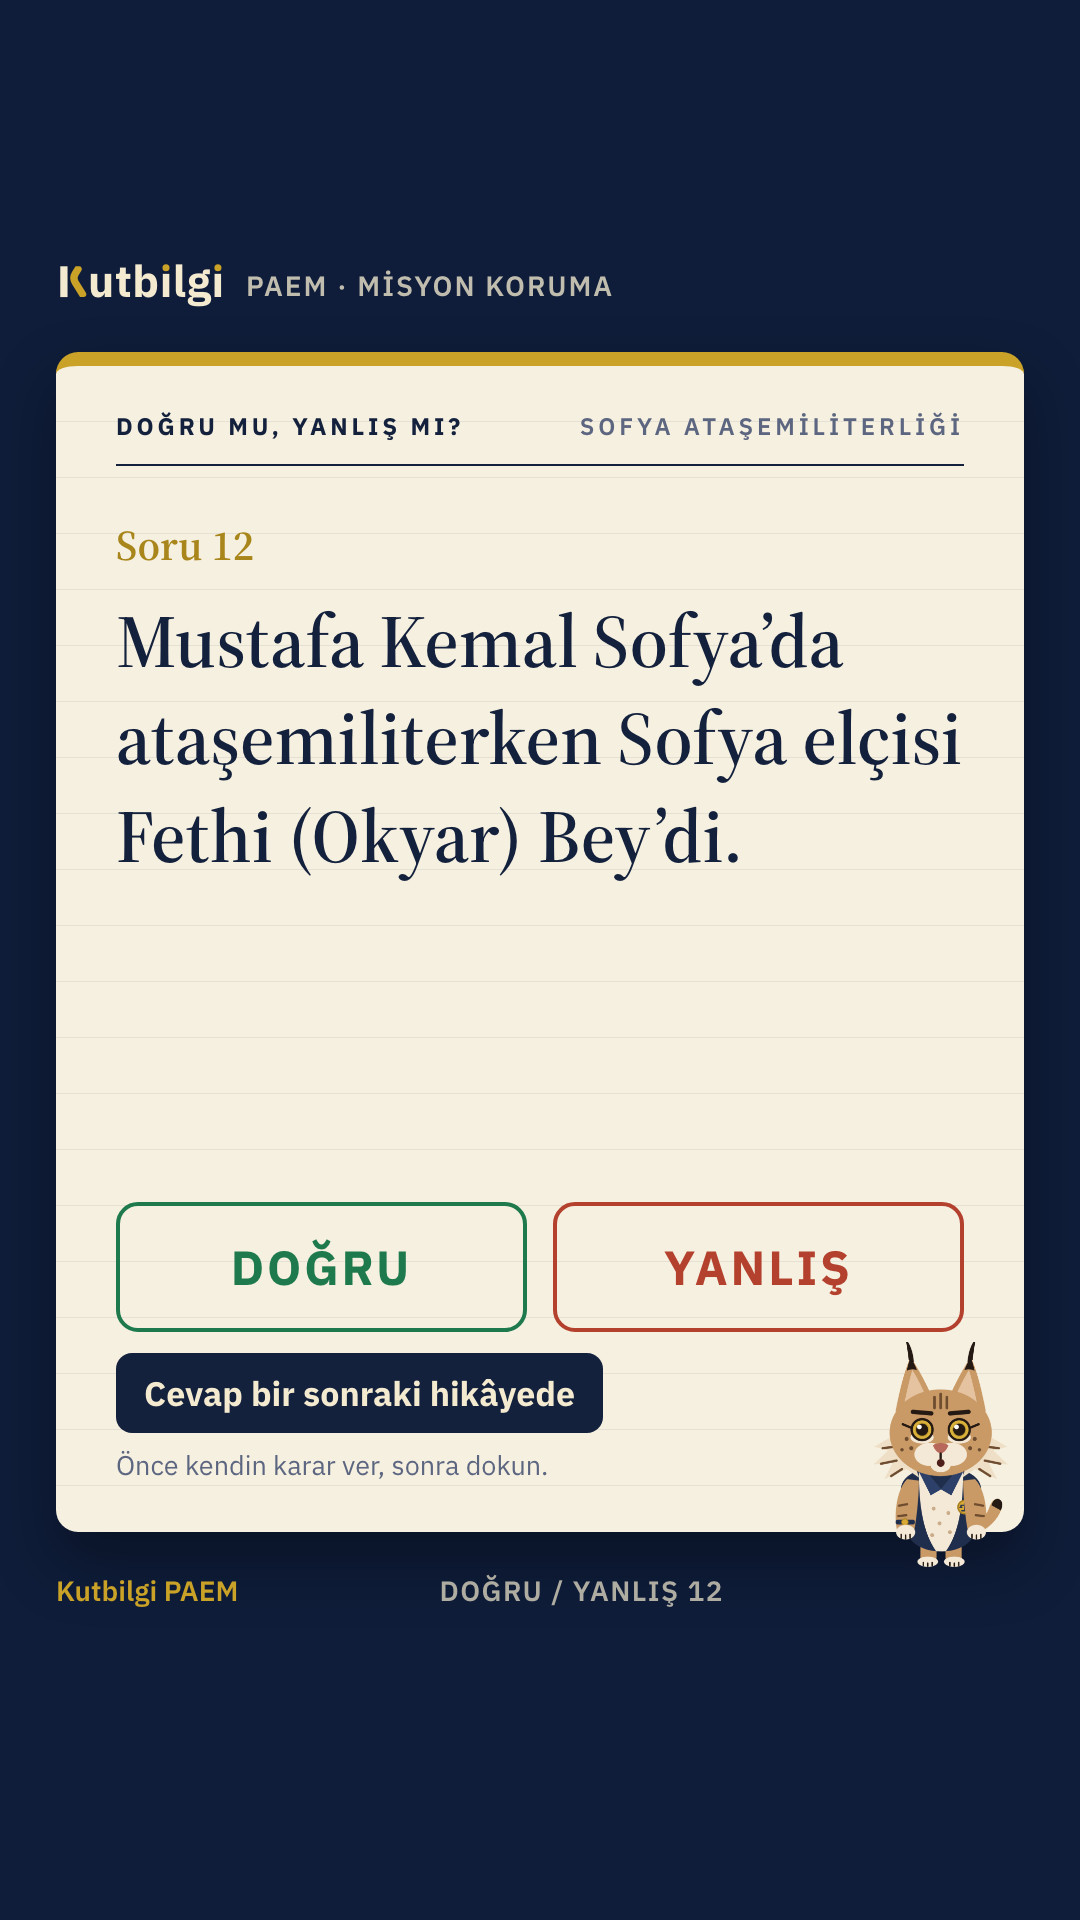 Kutbilgi PAEM · MİSYON KORUMA
DOĞRU MU, YANLIŞ MI? SOFYA ATAŞEMİLİTERLİĞİ
Soru 12
Mustafa Kemal Sofya’da
ataşemiliterken Sofya elçisi
Fethi (Okyar) Bey’di.
DOĞRU YANLIŞ
Cevap bir sonraki hikâyede
Önce kendin karar ver, sonra dokun.
Kutbilgi PAEM DOĞRU / YANLIŞ 12